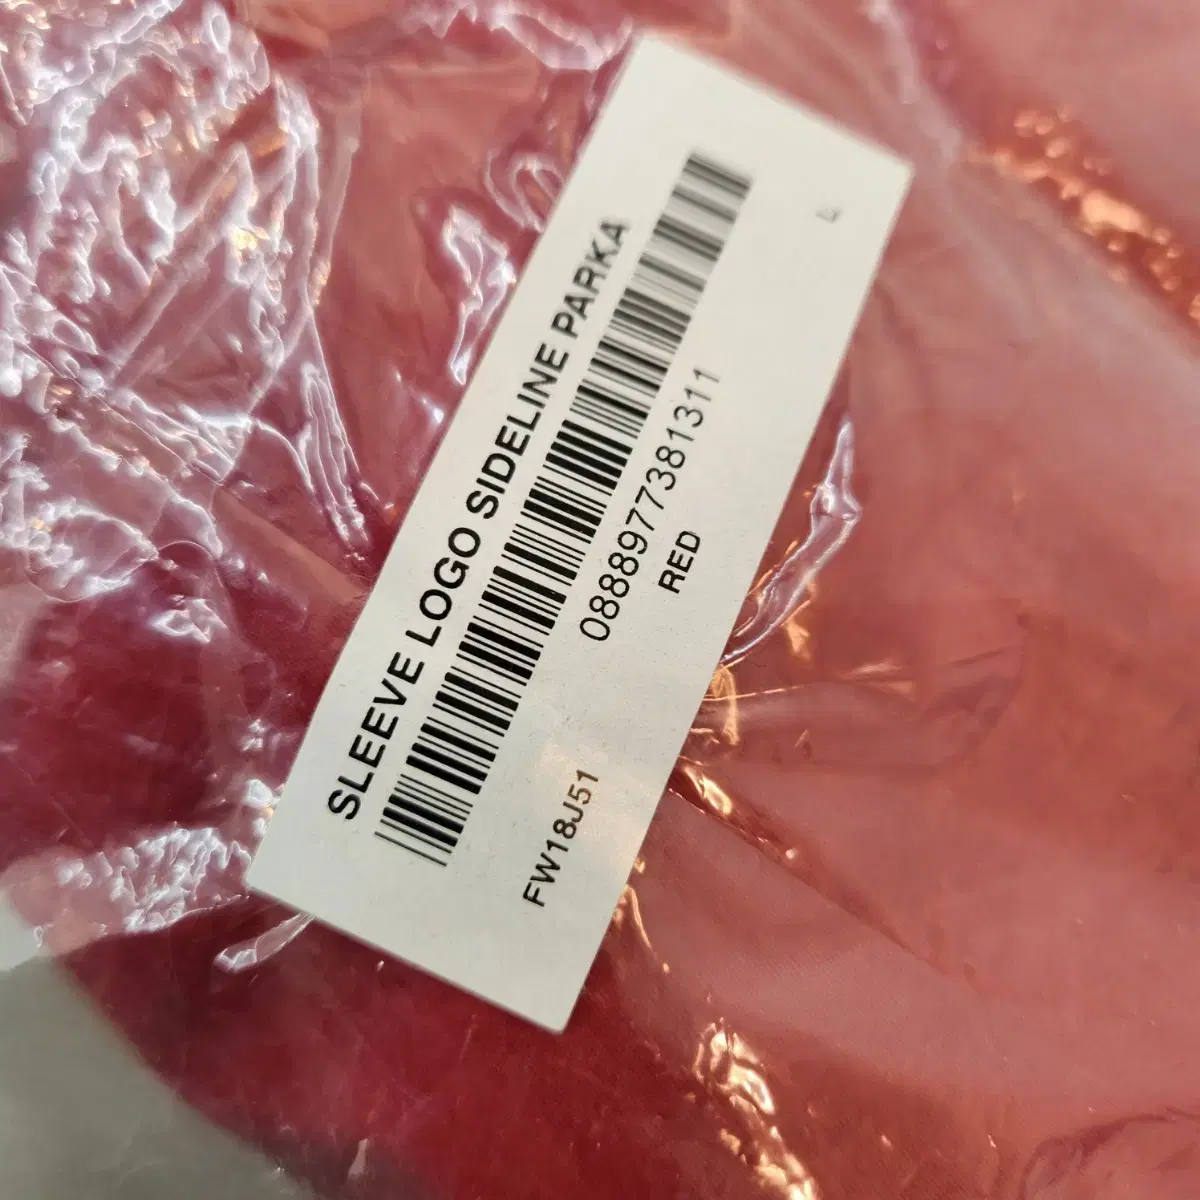 SLEEVE LOGO SIDELINE PARKA
0888977381311
RED
FW18J51